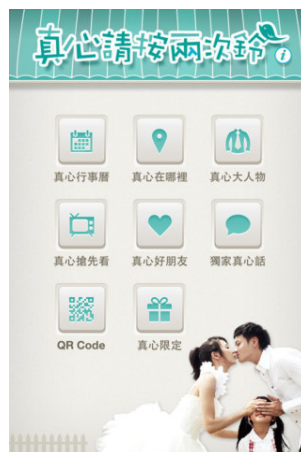 真心請按兩次鈴
i
真心行事曆 真心在哪裡 真心大人物
真心搶先看 真心好朋友 獨家真心話
QR Code 真心限定